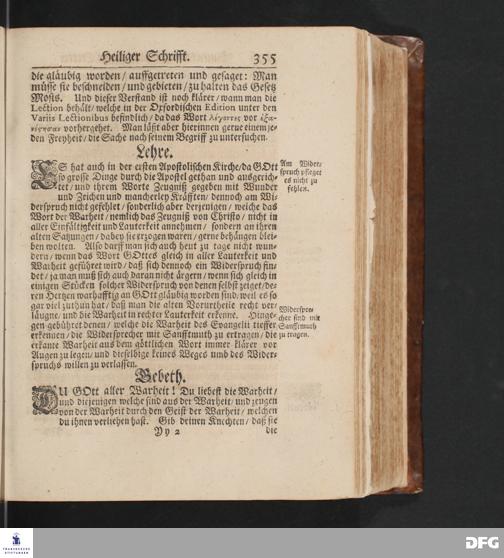 Heiliger Schrifft. 355
die gläubig worden/ auffgetreten und gesaget: Man
müsse sie beschneiden/ und gebieten/ zu halten das Gesetz
Mosis. Und dieser Verstand ist noch klärer/ wann man die
Lection behält/ welche in der Oxfordischen Edition unter den
Variis Lectionibus befindlich/ da das Wort λέγοντες vor
vorhergehet. Man läst aber hierinnen gerne einem je-
den Freyheit/ die Sache nach seinem Begriff zu untersuchen.
Lehre.
ES hat auch in der ersten Apostolischen Kirche/ da GOtt
so grosse Dinge durch die Apostel gethan und ausgerich-
tet/ und ihrem Worte Zeugniß gegeben mit Wunder
und Zeichen und mancherley Kräfften/ dennoch am Wi-
derspruch nicht gefehlet/ sonderlich aber derjenigen/ welche das
Wort der Warheit/ nemlich das Zeugniß von Christo/ nicht in
aller Einfältigkeit und Lauterkeit annehmen/ sondern an ihren
alten Satzungen/ dabey sie erzogen waren/ gerne behängen blei-
ben wolten. Also darff man sich auch heut zu tage nicht wun-
dern/ wenn das Wort GOttes gleich in aller Lauterkeit und
Warheit geführet wird/ daß sich dennoch ein Widerspruch fin-
det/ ja man muß sich auch daran nicht ärgern/ wenn sich gleich in
einigen Stücken solcher Widerspruch von denen selbst zeiget/ de-
ren Hertzen warhafftig an GOtt gläubig worden sind/ weil es so
gar viel zuthun hat/ daß man die alten Vorurtheile recht ver-
läugne/ und die Warheit in rechter Lauterkeit erkenne. Hinge-
gen gebühret denen/ welche die Warheit des Evangelii tieffer
erkennen/ die Widersprecher mit Sanfftmuth zu ertragen/ die
erkante Warheit aus dem göttlichen Wort immer klärer vor
Augen zu legen/ und dieselbige keines Weges umb des Wider-
spruchs willen zu verlassen.
Am Wider-
spruch pfleget
es nicht zu
fehlen.
Widerspre-
cher sind mit
Sanfftmuth
zu tragen.
Gebeth.
DU GOtt aller Warheit! Du liebest die Warheit/
und diejenigen welche sind aus der Warheit/ und zeugen
von der Warheit durch den Geist der Warheit/ welchen
du ihnen verliehen hast. Gib deinen Knechten/ daß sie
Yy 2 die
FRANCKESCHE
STIFTUNGEN
DFG